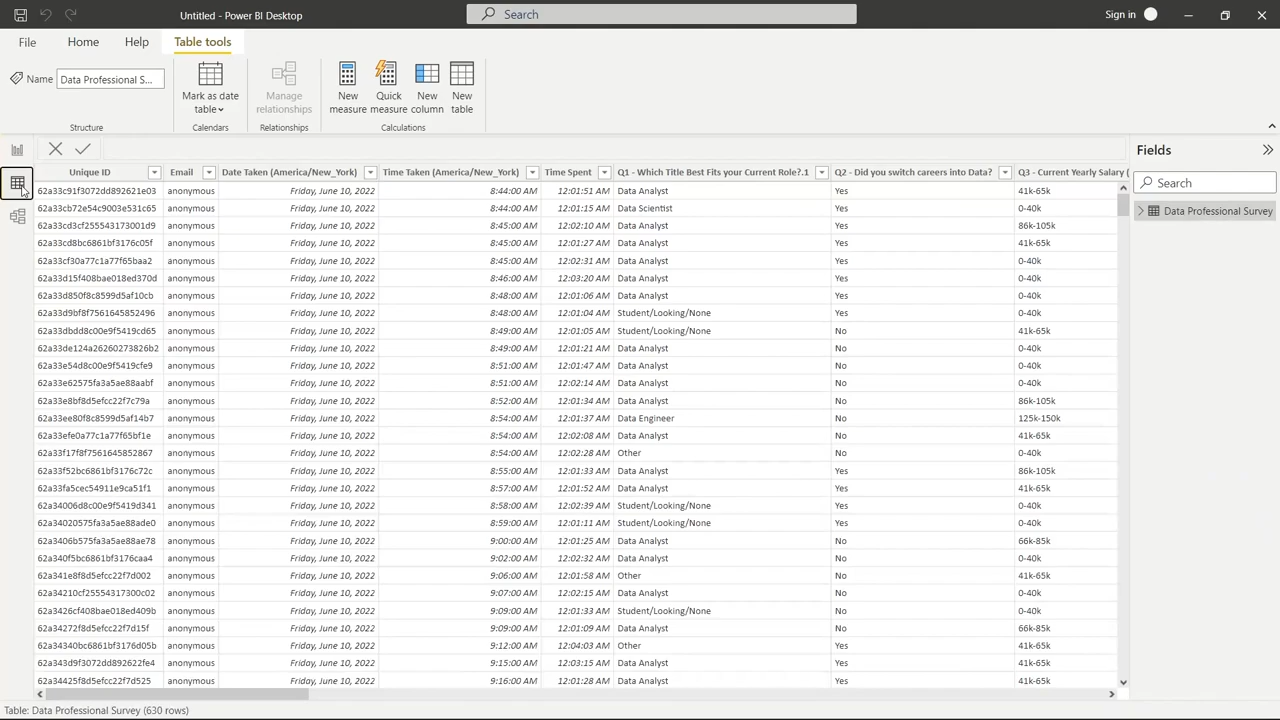 Untitled - Power BI Desktop
Search
Sign in
File
Home
Help
Table tools
Name
Data Professional S...
Mark as date
table
Manage
relationships
New
measure
Quick
measure
New
column
New
table
Structure
Calendars
Relationships
Calculations
Fields
Search
Data Professional Survey
Unique ID Email Date Taken (America/New_York) Time Taken (America/New_York) Time Spent Q1 - Which Title Best Fits your Current Role?.1 Q2 - Did you switch careers into Data? Q3 - Current Yearly Salary (
62a33c91f3072dd892621e03 anonymous Friday, June 10, 2022 8:44:00 AM 12:01:51 AM Data Analyst Yes 41k-65k
62a33cb72e54c9003e531c65 anonymous Friday, June 10, 2022 8:44:00 AM 12:01:15 AM Data Scientist Yes 0-40k
62a33cd3cf255543173001d9 anonymous Friday, June 10, 2022 8:45:00 AM 12:02:10 AM Data Analyst Yes 86k-105k
62a33cd8bc6861bf3176c05f anonymous Friday, June 10, 2022 8:45:00 AM 12:01:27 AM Data Analyst Yes 41k-65k
62a33cf30a77c1a77f65baa2 anonymous Friday, June 10, 2022 8:45:00 AM 12:02:31 AM Data Analyst Yes 0-40k
62a33d15f408bae018ed370d anonymous Friday, June 10, 2022 8:46:00 AM 12:03:20 AM Data Analyst Yes 0-40k
62a33d850f8c8599d5af10cb anonymous Friday, June 10, 2022 8:48:00 AM 12:01:06 AM Data Analyst Yes 0-40k
62a33d9bf8f7561645852496 anonymous Friday, June 10, 2022 8:48:00 AM 12:01:04 AM Student/Looking/None Yes 0-40k
62a33dbdd8c00e9f5419cd65 anonymous Friday, June 10, 2022 8:49:00 AM 12:01:05 AM Student/Looking/None No 41k-65k
62a33de124a26260273826b2 anonymous Friday, June 10, 2022 8:49:00 AM 12:01:21 AM Data Analyst No 0-40k
62a33e54d8c00e9f5419cfe9 anonymous Friday, June 10, 2022 8:51:00 AM 12:01:47 AM Data Analyst No 0-40k
62a33e62575fa3a5ae88aabf anonymous Friday, June 10, 2022 8:51:00 AM 12:02:14 AM Data Analyst No 0-40k
62a33e8bf8d5efcc22f7c79a anonymous Friday, June 10, 2022 8:52:00 AM 12:01:34 AM Data Analyst No 86k-105k
62a33ee80f8c8599d5af14b7 anonymous Friday, June 10, 2022 8:54:00 AM 12:01:37 AM Data Engineer No 125k-150k
62a33efe0a77c1a77f65bf1e anonymous Friday, June 10, 2022 8:54:00 AM 12:02:08 AM Data Analyst No 41k-65k
62a33f17f8f7561645852867 anonymous Friday, June 10, 2022 8:54:00 AM 12:02:28 AM Other No 0-40k
62a33f52bc6861bf3176c72c anonymous Friday, June 10, 2022 8:55:00 AM 12:01:33 AM Data Analyst Yes 86k-105k
62a33fa5cec54911e9ca51f1 anonymous Friday, June 10, 2022 8:57:00 AM 12:01:52 AM Data Analyst Yes 41k-65k
62a34006d8c00e9f5419d341 anonymous Friday, June 10, 2022 8:58:00 AM 12:02:39 AM Student/Looking/None Yes 0-40k
62a34020575fa3a5ae88ade0 anonymous Friday, June 10, 2022 8:59:00 AM 12:01:11 AM Student/Looking/None Yes 0-40k
62a3406b575fa3a5ae88ae78 anonymous Friday, June 10, 2022 9:00:00 AM 12:01:25 AM Data Analyst No 66k-85k
62a340f5bc6861bf3176caa4 anonymous Friday, June 10, 2022 9:02:00 AM 12:02:32 AM Data Analyst No 0-40k
62a341e8f8d5efcc22f7d002 anonymous Friday, June 10, 2022 9:06:00 AM 12:01:58 AM Other No 41k-65k
62a34210cf25554317300c02 anonymous Friday, June 10, 2022 9:07:00 AM 12:02:15 AM Data Analyst No 0-40k
62a3426cf408bae018ed409b anonymous Friday, June 10, 2022 9:09:00 AM 12:01:33 AM Student/Looking/None No 0-40k
62a34272f8d5efcc22f7d15f anonymous Friday, June 10, 2022 9:09:00 AM 12:01:09 AM Data Analyst No 66k-85k
62a34340bc6861bf3176d05b anonymous Friday, June 10, 2022 9:12:00 AM 12:04:03 AM Other Yes 41k-65k
62a343d9f3072dd892622fe4 anonymous Friday, June 10, 2022 9:15:00 AM 12:03:15 AM Data Analyst Yes 41k-65k
62a34425f8d5efcc22f7d525 anonymous Friday, June 10, 2022 9:16:00 AM 12:01:28 AM Data Analyst Yes 0-40k
Table: Data Professional Survey (630 rows)